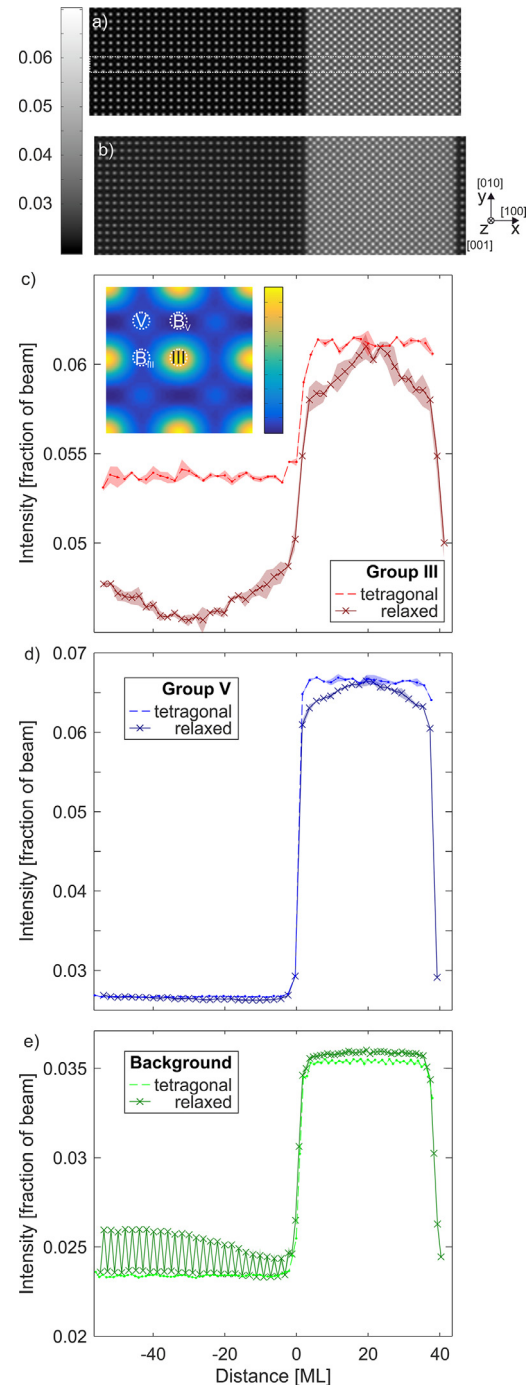 a)
0.06
0.05
0.04
0.03
b)
[010]
y
[100]
z
x
[001]
c)
V
B_V
B_III
III
0.06
0.055
0.05
Intensity [fraction of beam]
Group III
tetragonal
relaxed
d)
0.07
0.06
0.05
0.04
0.03
Intensity [fraction of beam]
Group V
tetragonal
relaxed
e)
0.035
0.03
0.025
0.02
Intensity [fraction of beam]
Background
tetragonal
relaxed
-40
-20
0
20
40
Distance [ML]